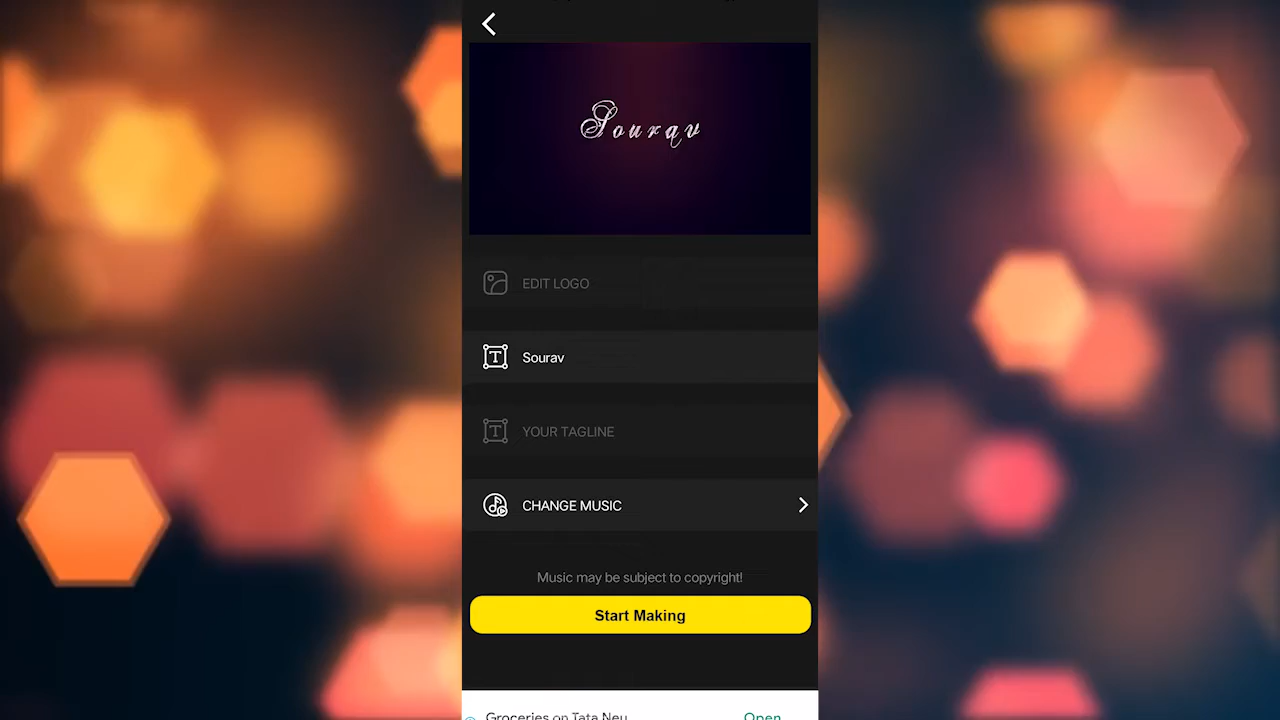 Sourav
EDIT LOGO
Sourav
YOUR TAGLINE
CHANGE MUSIC
Music may be subject to copyright!
Start Making
Groceries on Tata Neu
Open